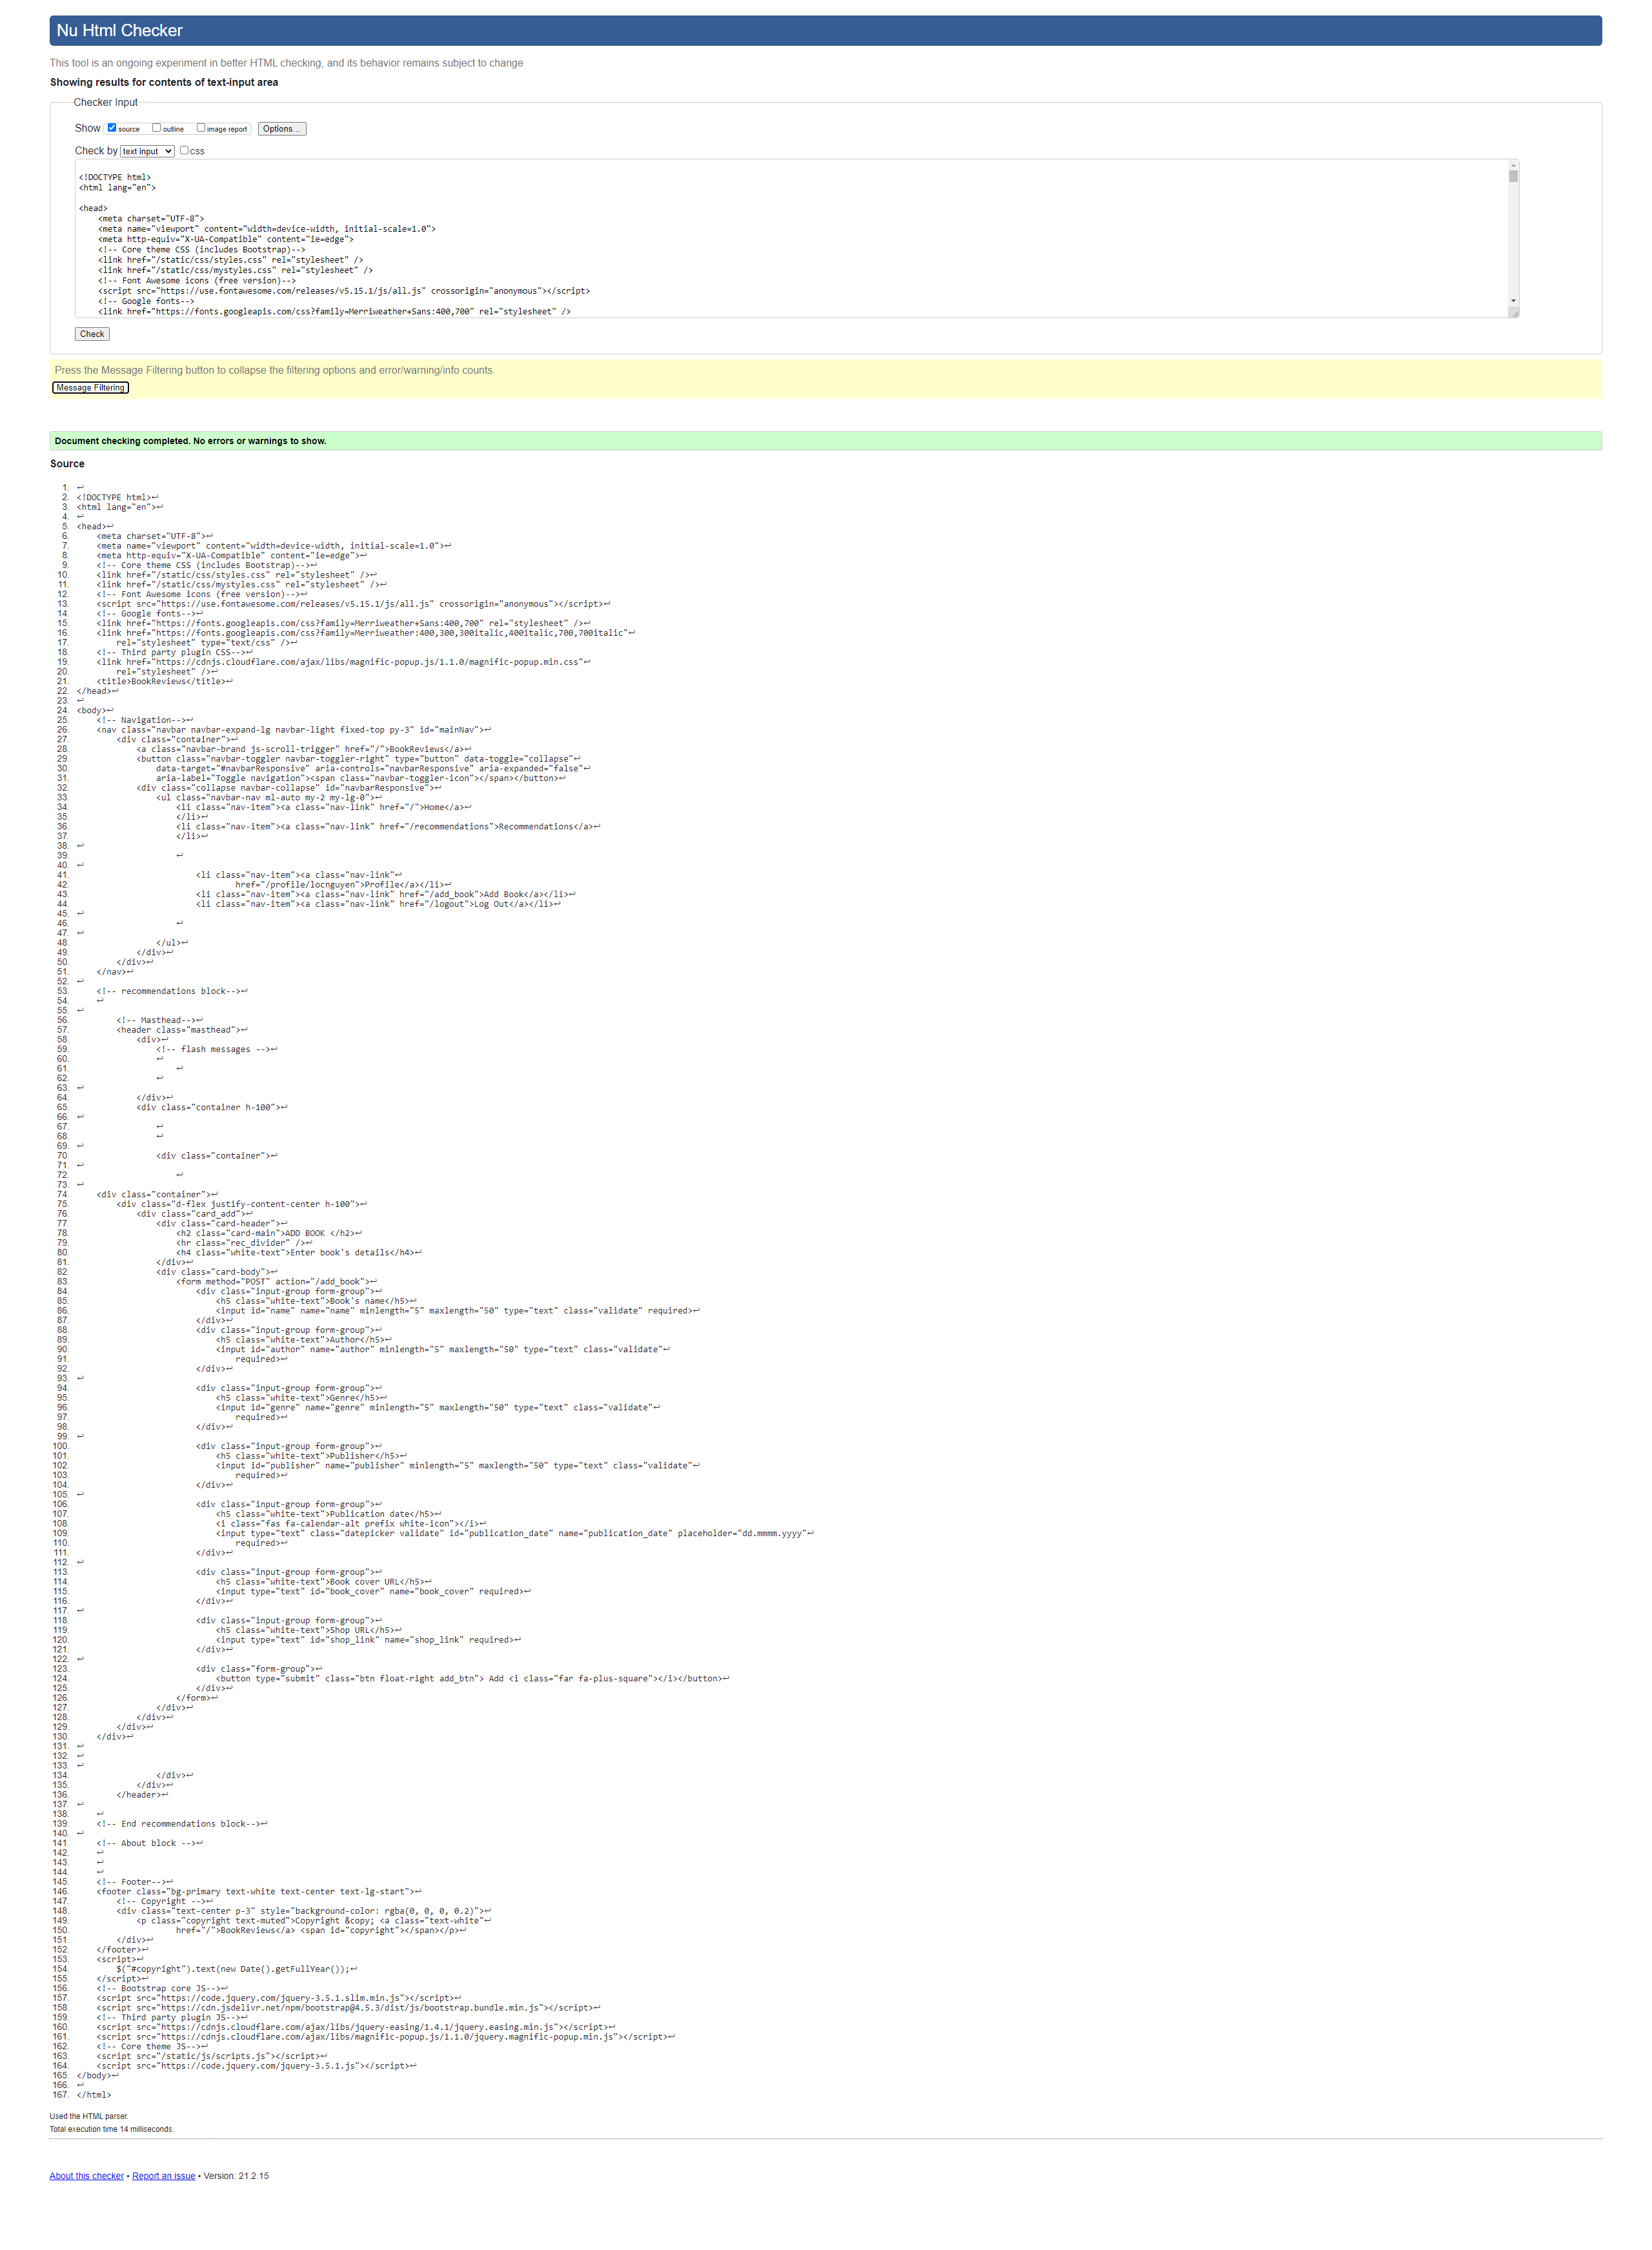 Nu Html Checker
This tool is an ongoing experiment in better HTML checking, and its behavior remains subject to change
Showing results for contents of text-input area
Checker Input
Show source outline image report Options...
Check by text input css
<!DOCTYPE html>
<html lang="en">
<head>
    <meta charset="UTF-8">
    <meta name="viewport" content="width=device-width, initial-scale=1.0">
    <meta http-equiv="X-UA-Compatible" content="ie=edge">
    <!-- Core theme CSS (includes Bootstrap)-->
    <link href="/static/css/styles.css" rel="stylesheet" />
    <link href="/static/css/mystyles.css" rel="stylesheet" />
    <!-- Font Awesome icons (free version)-->
    <script src="https://use.fontawesome.com/releases/v5.15.1/js/all.js" crossorigin="anonymous"></script>
    <!-- Google fonts-->
    <link href="https://fonts.googleapis.com/css?family=Merriweather+Sans:400,700" rel="stylesheet" />
Check
Press the Message Filtering button to collapse the filtering options and error/warning/info counts.
Message Filtering
Document checking completed. No errors or warnings to show.
Source
1. ↩
2. <!DOCTYPE html>↩
3. <html lang="en">↩
4. ↩
5. <head>↩
6.     <meta charset="UTF-8">↩
7.     <meta name="viewport" content="width=device-width, initial-scale=1.0">↩
8.     <meta http-equiv="X-UA-Compatible" content="ie=edge">↩
9.     <!-- Core theme CSS (includes Bootstrap)-->↩
10.     <link href="/static/css/styles.css" rel="stylesheet" />↩
11.     <link href="/static/css/mystyles.css" rel="stylesheet" />↩
12.     <!-- Font Awesome icons (free version)-->↩
13.     <script src="https://use.fontawesome.com/releases/v5.15.1/js/all.js" crossorigin="anonymous"></script>↩
14.     <!-- Google fonts-->↩
15.     <link href="https://fonts.googleapis.com/css?family=Merriweather+Sans:400,700" rel="stylesheet" />↩
16.     <link href="https://fonts.googleapis.com/css?family=Merriweather:400,300,300italic,400italic,700,700italic"↩
17.         rel="stylesheet" type="text/css" />↩
18.     <!-- Third party plugin CSS-->↩
19.     <link href="https://cdnjs.cloudflare.com/ajax/libs/magnific-popup.js/1.1.0/magnific-popup.min.css"↩
20.         rel="stylesheet" />↩
21.     <title>BookReviews</title>↩
22. </head>↩
23. ↩
24. <body>↩
25.     <!-- Navigation-->↩
26.     <nav class="navbar navbar-expand-lg navbar-light fixed-top py-3" id="mainNav">↩
27.         <div class="container">↩
28.             <a class="navbar-brand js-scroll-trigger" href="/">BookReviews</a>↩
29.             <button class="navbar-toggler navbar-toggler-right" type="button" data-toggle="collapse"↩
30.                 data-target="#navbarResponsive" aria-controls="navbarResponsive" aria-expanded="false"↩
31.                 aria-label="Toggle navigation"><span class="navbar-toggler-icon"></span></button>↩
32.             <div class="collapse navbar-collapse" id="navbarResponsive">↩
33.                 <ul class="navbar-nav ml-auto my-2 my-lg-0">↩
34.                     <li class="nav-item"><a class="nav-link" href="/">Home</a>↩
35.                     </li>↩
36.                     <li class="nav-item"><a class="nav-link" href="/recommendations">Recommendations</a>↩
37.                     </li>↩
38. ↩
39.                     ↩
40. ↩
41.                         <li class="nav-item"><a class="nav-link"↩
42.                                 href="/profile/locnguyen">Profile</a></li>↩
43.                         <li class="nav-item"><a class="nav-link" href="/add_book">Add Book</a></li>↩
44.                         <li class="nav-item"><a class="nav-link" href="/logout">Log Out</a></li>↩
45. ↩
46.                     ↩
47. ↩
48.                 </ul>↩
49.             </div>↩
50.         </div>↩
51.     </nav>↩
52. ↩
53.     <!-- recommendations block-->↩
54.     ↩
55. ↩
56.         <!-- Masthead-->↩
57.         <header class="masthead">↩
58.             <div>↩
59.                 <!-- flash messages -->↩
60.                 ↩
61.                     ↩
62.                 ↩
63. ↩
64.             </div>↩
65.             <div class="container h-100">↩
66. ↩
67.                 ↩
68.                 ↩
69. ↩
70.                 <div class="container">↩
71. ↩
72.                     ↩
73. ↩
74.     <div class="container">↩
75.         <div class="d-flex justify-content-center h-100">↩
76.             <div class="card_add">↩
77.                 <div class="card-header">↩
78.                     <h2 class="card-main">ADD BOOK </h2>↩
79.                     <hr class="rec_divider" />↩
80.                     <h4 class="white-text">Enter book's details</h4>↩
81.                 </div>↩
82.                 <div class="card-body">↩
83.                     <form method="POST" action="/add_book">↩
84.                         <div class="input-group form-group">↩
85.                             <h5 class="white-text">Book's name</h5>↩
86.                             <input id="name" name="name" minlength="5" maxlength="50" type="text" class="validate" required>↩
87.                         </div>↩
88.                         <div class="input-group form-group">↩
89.                             <h5 class="white-text">Author</h5>↩
90.                             <input id="author" name="author" minlength="5" maxlength="50" type="text" class="validate"↩
91.                                 required>↩
92.                         </div>↩
93. ↩
94.                         <div class="input-group form-group">↩
95.                             <h5 class="white-text">Genre</h5>↩
96.                             <input id="genre" name="genre" minlength="5" maxlength="50" type="text" class="validate"↩
97.                                 required>↩
98.                         </div>↩
99. ↩
100.                         <div class="input-group form-group">↩
101.                             <h5 class="white-text">Publisher</h5>↩
102.                             <input id="publisher" name="publisher" minlength="5" maxlength="50" type="text" class="validate"↩
103.                                 required>↩
104.                         </div>↩
105. ↩
106.                         <div class="input-group form-group">↩
107.                             <h5 class="white-text">Publication date</h5>↩
108.                             <i class="fas fa-calendar-alt prefix white-icon"></i>↩
109.                             <input type="text" class="datepicker validate" id="publication_date" name="publication_date" placeholder="dd.mmmm.yyyy"↩
110.                                 required>↩
111.                         </div>↩
112. ↩
113.                         <div class="input-group form-group">↩
114.                             <h5 class="white-text">Book cover URL</h5>↩
115.                             <input type="text" id="book_cover" name="book_cover" required>↩
116.                         </div>↩
117. ↩
118.                         <div class="input-group form-group">↩
119.                             <h5 class="white-text">Shop URL</h5>↩
120.                             <input type="text" id="shop_link" name="shop_link" required>↩
121.                         </div>↩
122. ↩
123.                         <div class="form-group">↩
124.                             <button type="submit" class="btn float-right add_btn"> Add <i class="far fa-plus-square"></i></button>↩
125.                         </div>↩
126.                     </form>↩
127.                 </div>↩
128.             </div>↩
129.         </div>↩
130.     </div>↩
131. ↩
132. ↩
133. ↩
134.                 </div>↩
135.             </div>↩
136.         </header>↩
137. ↩
138.     ↩
139.     <!-- End recommendations block-->↩
140. ↩
141.     <!-- About block -->↩
142.     ↩
143.     ↩
144.     ↩
145.     <!-- Footer-->↩
146.     <footer class="bg-primary text-white text-center text-lg-start">↩
147.         <!-- Copyright -->↩
148.         <div class="text-center p-3" style="background-color: rgba(0, 0, 0, 0.2)">↩
149.             <p class="copyright text-muted">Copyright &copy; <a class="text-white"↩
150.                     href="/">BookReviews</a> <span id="copyright"></span></p>↩
151.         </div>↩
152.     </footer>↩
153.     <script>↩
154.         $("#copyright").text(new Date().getFullYear());↩
155.     </script>↩
156.     <!-- Bootstrap core JS-->↩
157.     <script src="https://code.jquery.com/jquery-3.5.1.slim.min.js"></script>↩
158.     <script src="https://cdn.jsdelivr.net/npm/bootstrap@4.5.3/dist/js/bootstrap.bundle.min.js"></script>↩
159.     <!-- Third party plugin JS-->↩
160.     <script src="https://cdnjs.cloudflare.com/ajax/libs/jquery-easing/1.4.1/jquery.easing.min.js"></script>↩
161.     <script src="https://cdnjs.cloudflare.com/ajax/libs/magnific-popup.js/1.1.0/jquery.magnific-popup.min.js"></script>↩
162.     <!-- Core theme JS-->↩
163.     <script src="/static/js/scripts.js"></script>↩
164.     <script src="https://code.jquery.com/jquery-3.5.1.js"></script>↩
165. </body>↩
166. ↩
167. </html>
Used the HTML parser.
Total execution time 14 milliseconds.
About this checker • Report an issue • Version: 21.2.15